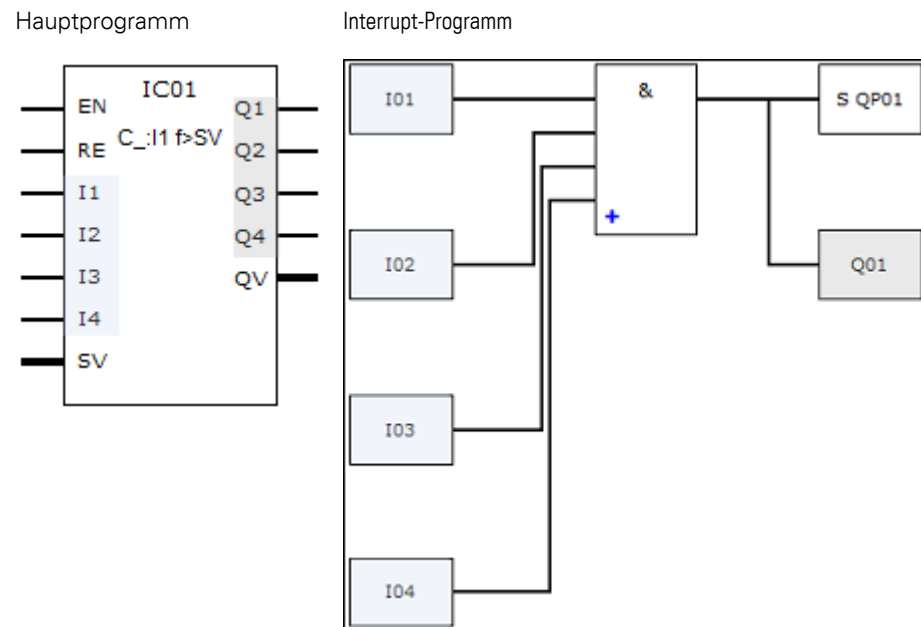 Hauptprogramm
Interrupt-Programm
IC01
C_:I1 f>SV
EN
RE
I1
I2
I3
I4
SV
Q1
Q2
Q3
Q4
QV
I01
I02
I03
I04
&
+
S QP01
Q01